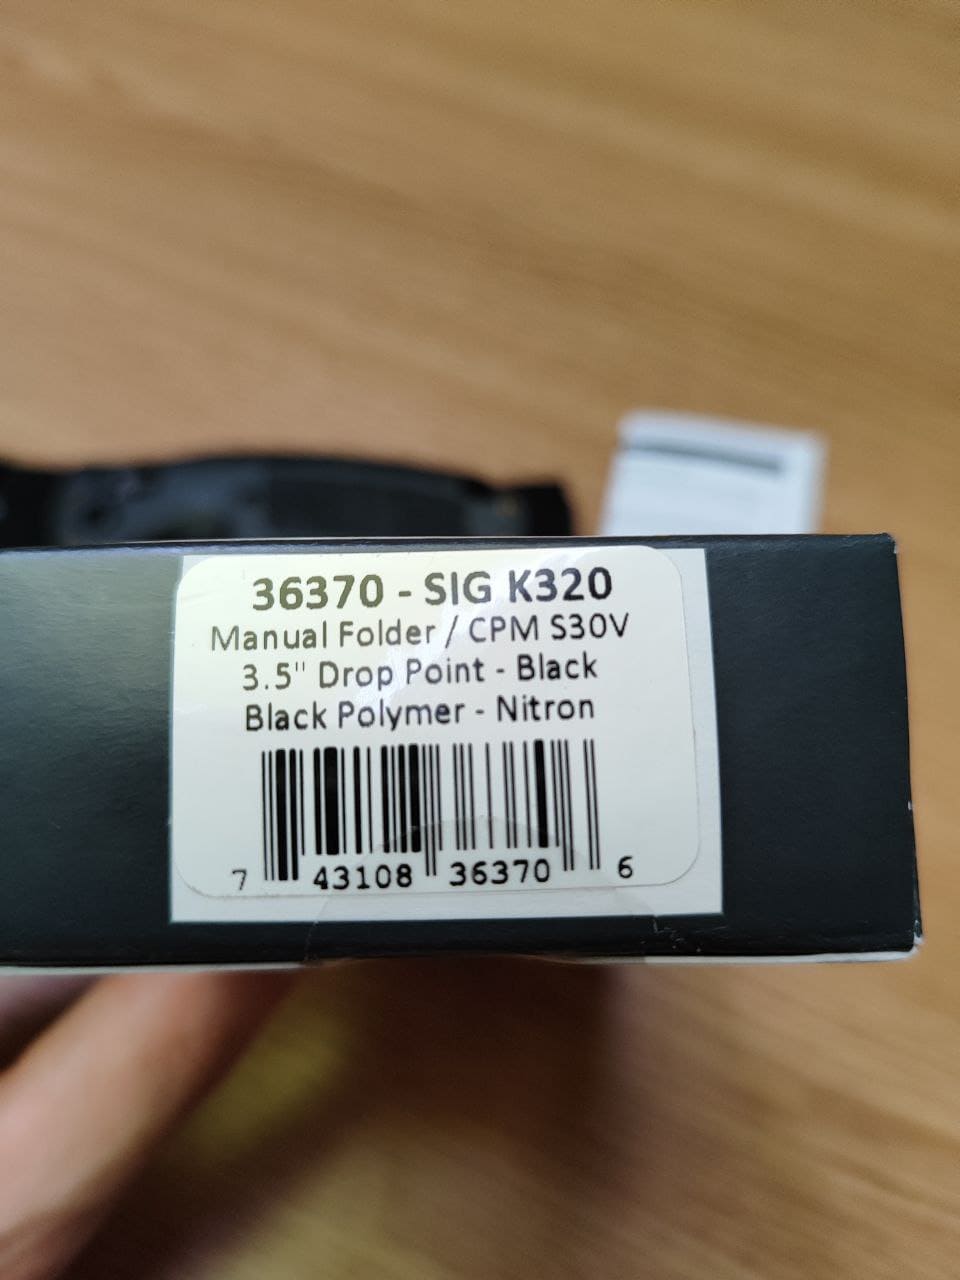 36370 - SIG K320
Manual Folder / CPM S30V
3.5" Drop Point - Black
Black Polymer - Nitron
7 43108 36370 6